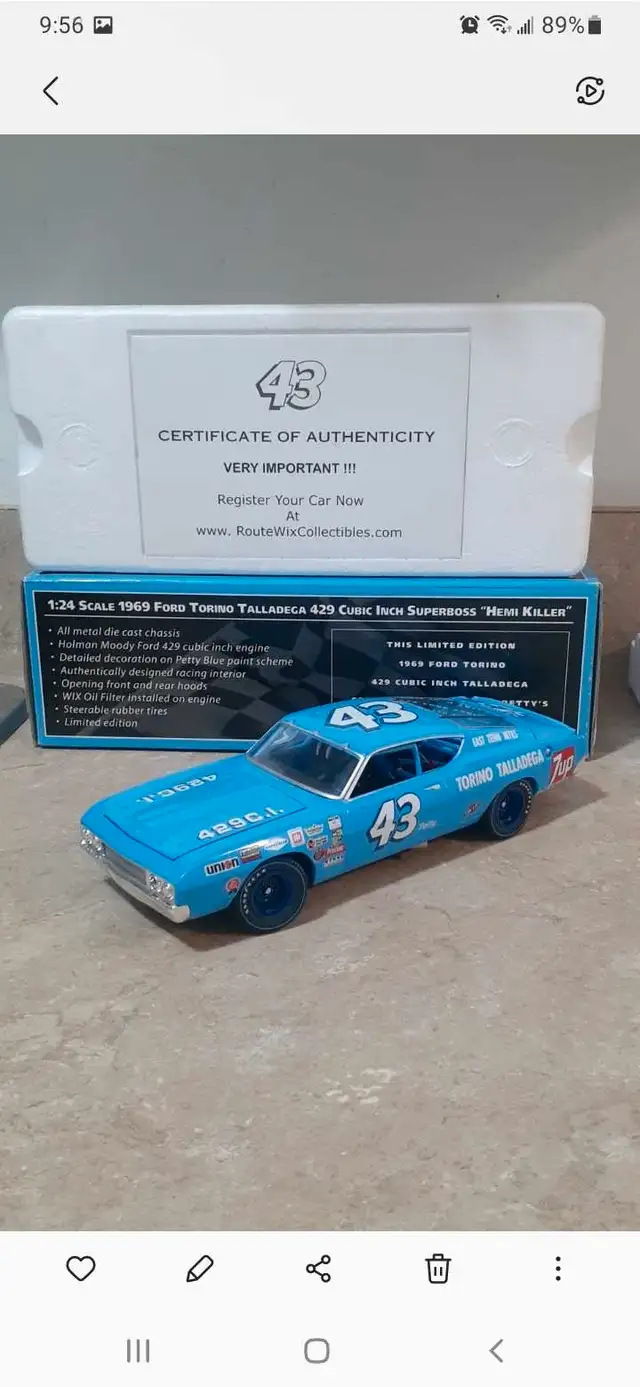 9:56
89%
43
CERTIFICATE OF AUTHENTICITY
VERY IMPORTANT !!!
Register Your Car Now
At
www. RouteWixCollectibles.com
1:24 SCALE 1969 FORD TORINO TALLADEGA 429 CUBIC INCH SUPERBOSS "HEMI KILLER"
• All metal die cast chassis
• Holman Moody Ford 429 cubic inch engine
• Detailed decoration on Petty Blue paint scheme
• Authentically designed racing interior
• Opening front and rear hoods
• WIX Oil Filter installed on engine
• Steerable rubber tires
• Limited edition
THIS LIMITED EDITION
1969 FORD TORINO
429 CUBIC INCH TALLADEGA
ETTY'S
43
429C.I.
429C.I.
43
TORINO TALLADEGA
7up
UNION